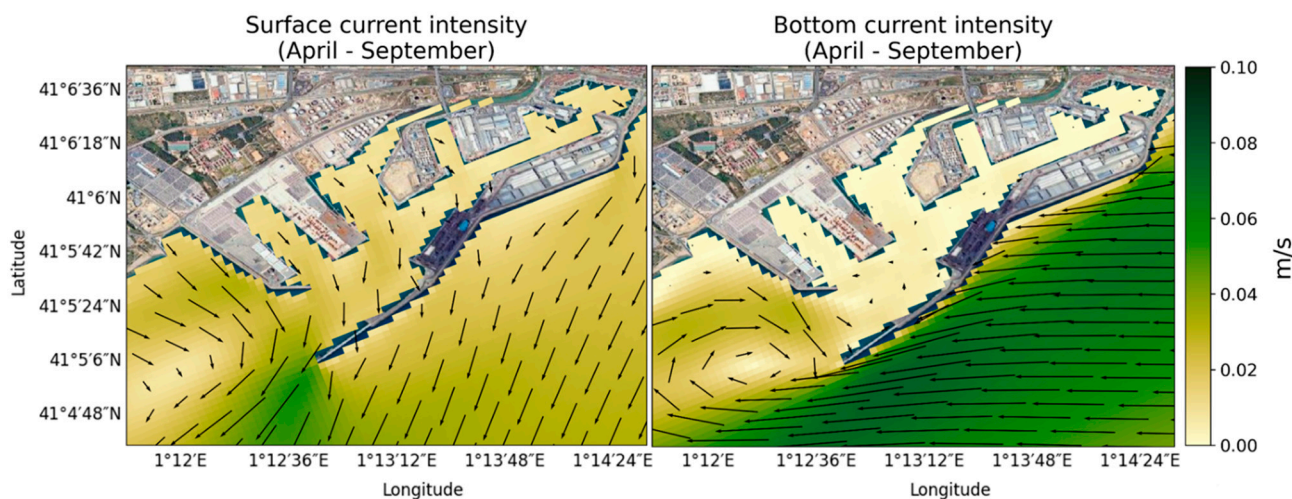 Surface current intensity
(April - September)
Bottom current intensity
(April - September)
Latitude
41°6′36″N
41°6′18″N
41°6′N
41°5′42″N
41°5′24″N
41°5′6″N
41°4′48″N
1°12′E
1°12′36″E
1°13′12″E
1°13′48″E
1°14′24″E
Longitude
1°12′E
1°12′36″E
1°13′12″E
1°13′48″E
1°14′24″E
Longitude
0.10
0.08
0.06
0.04
0.02
0.00
m/s